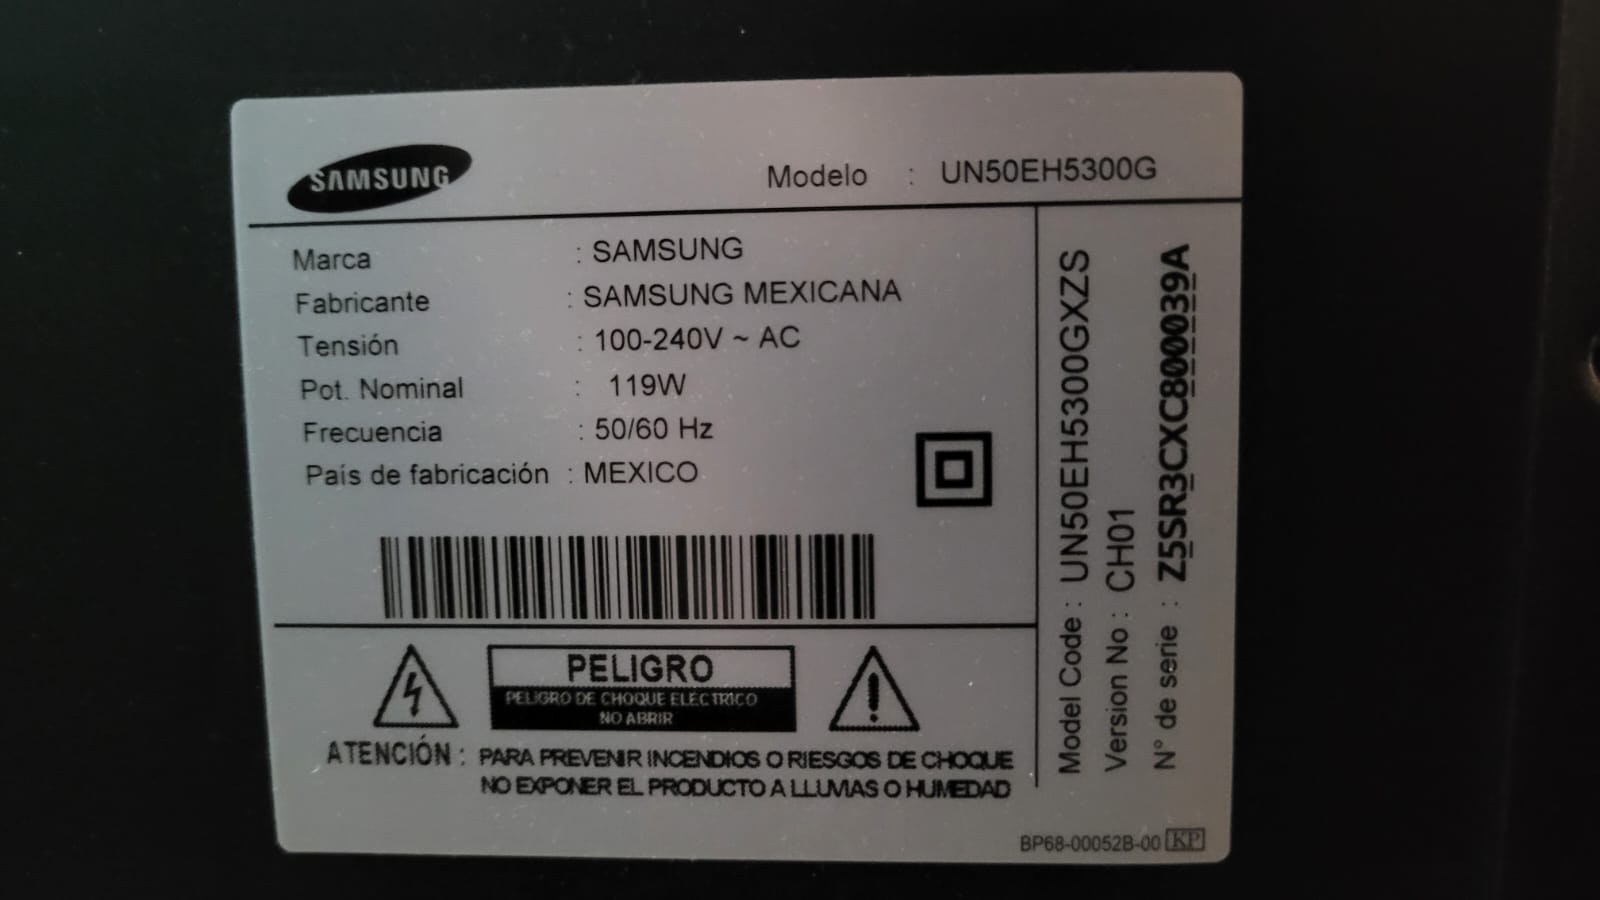 SAMSUNG
Modelo : UN50EH5300G
Marca : SAMSUNG
Fabricante : SAMSUNG MEXICANA
Tensión : 100-240V ~ AC
Pot. Nominal : 119W
Frecuencia : 50/60 Hz
País de fabricación : MEXICO
PELIGRO
PELIGRO DE CHOQUE ELECTRICO
NO ABRIR
ATENCIÓN : PARA PREVENIR INCENDIOS O RIESGOS DE CHOQUE
NO EXPONER EL PRODUCTO A LLUVIAS O HUMEDAD
Model Code : UN50EH5300GXZS
Version No : CH01
N° de serie : Z5SR3CXC800039A
BP68-00052B-00 KP